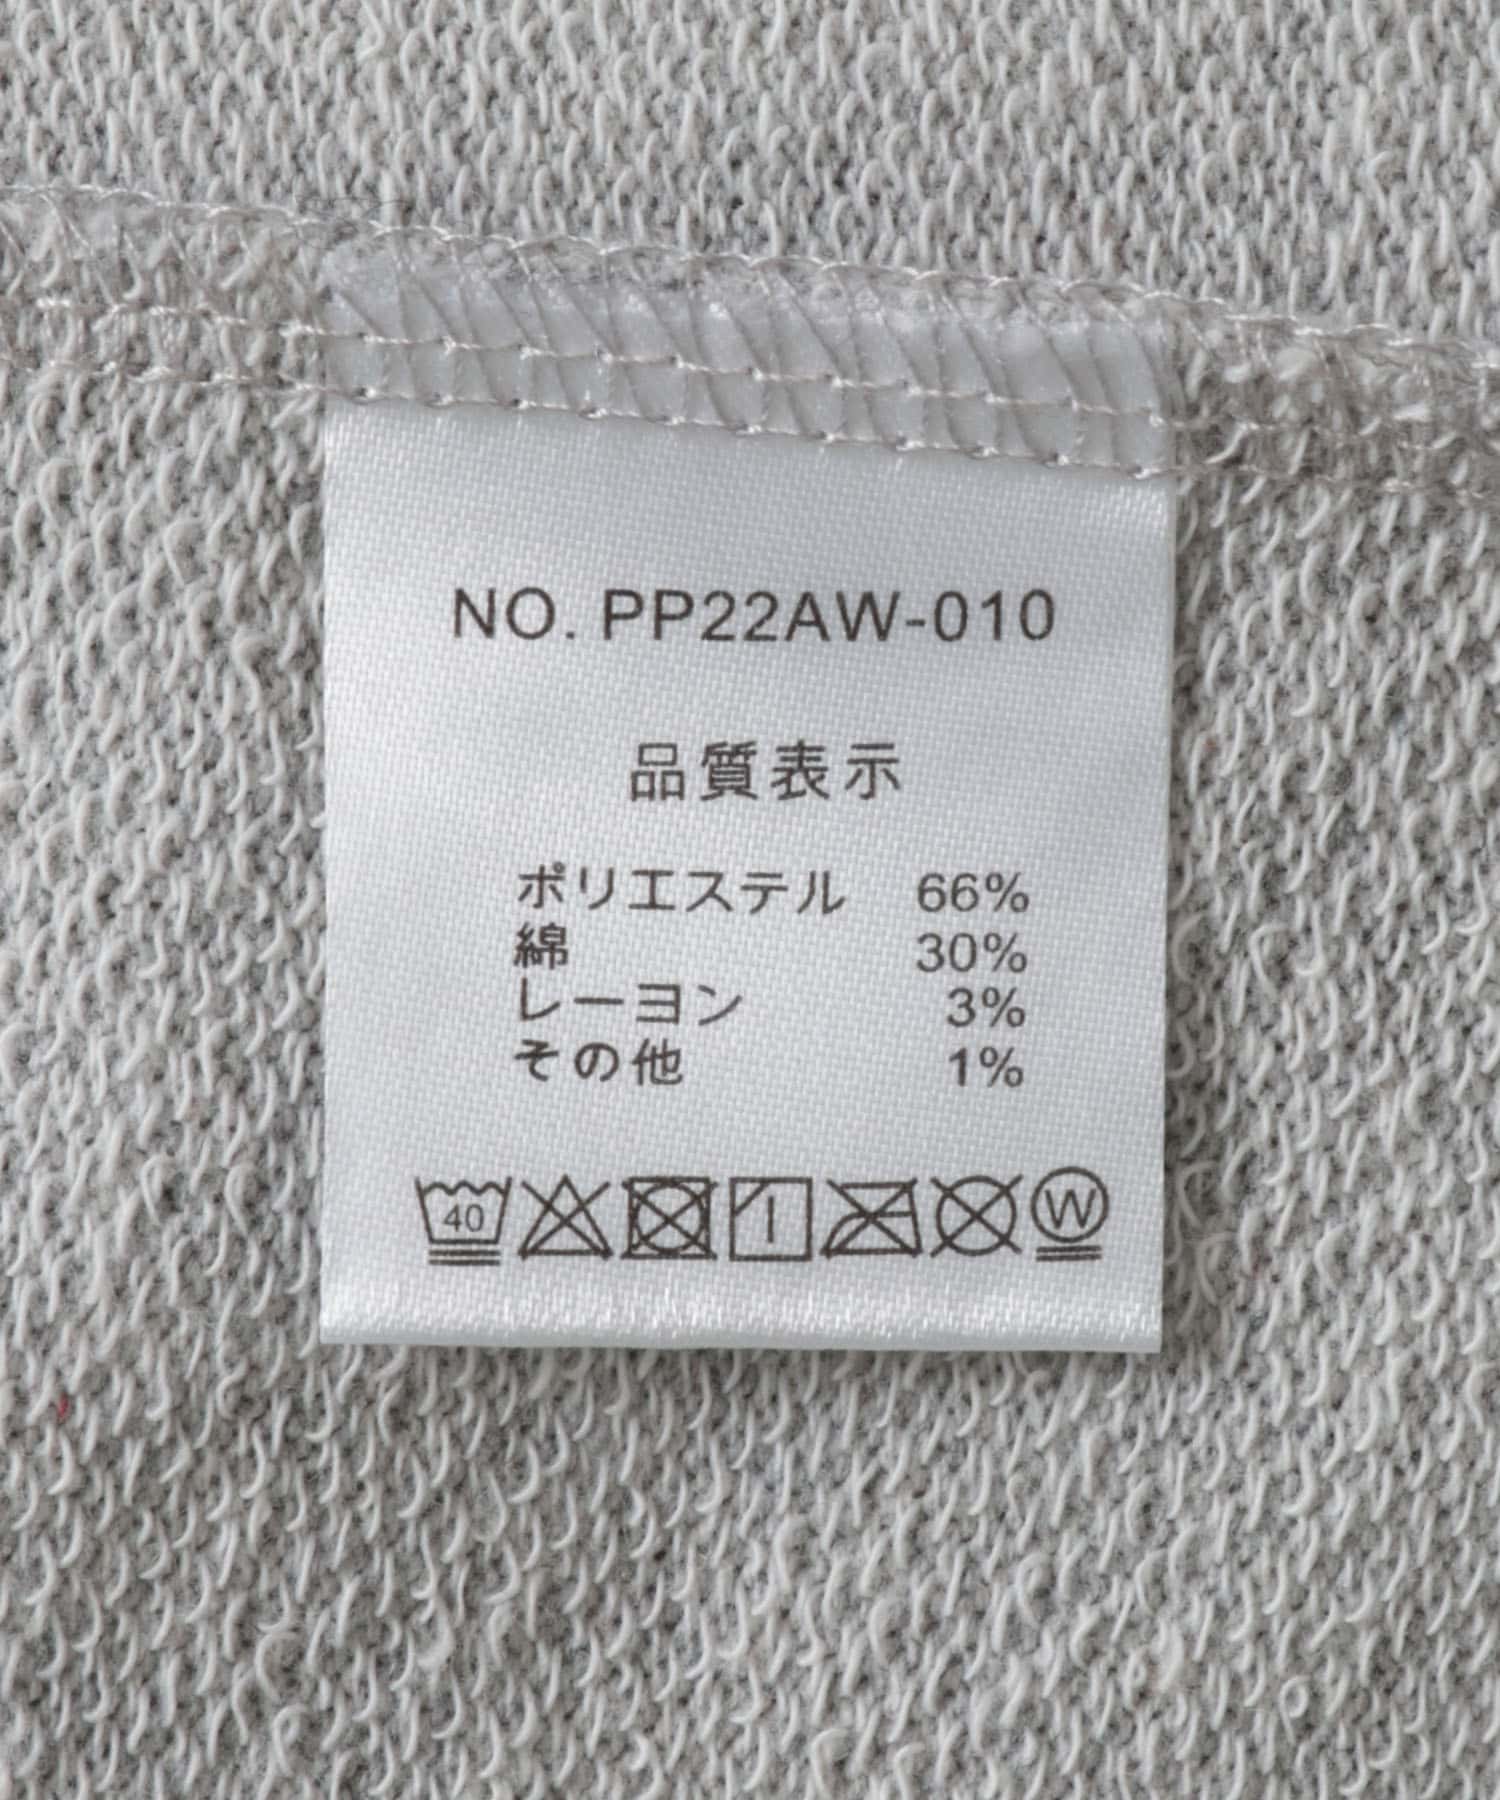 NO. PP22AW-010
品質表示
ポリエステル 66%
綿 30%
レーヨン 3%
その他 1%
40 W